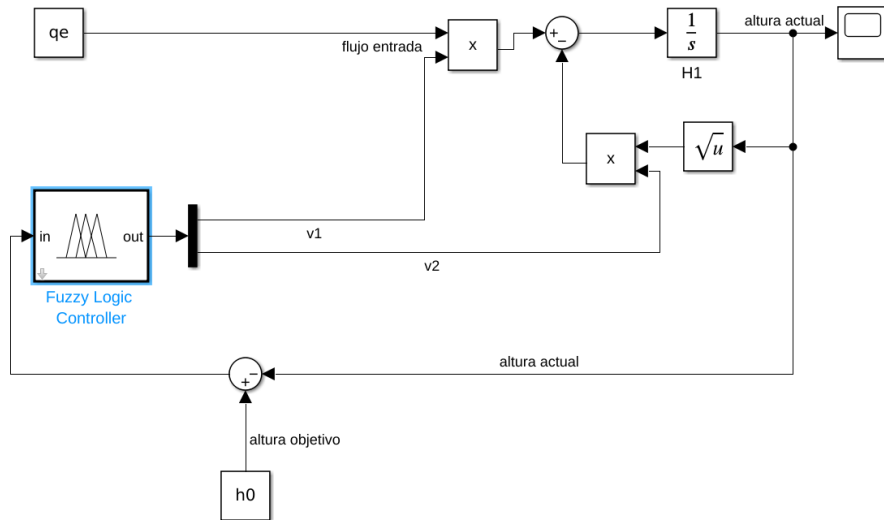 qe
flujo entrada
x
+
−
1
s
H1
altura actual
x
√u
in
out
Fuzzy Logic
Controller
v1
v2
altura actual
−
+
altura objetivo
h0